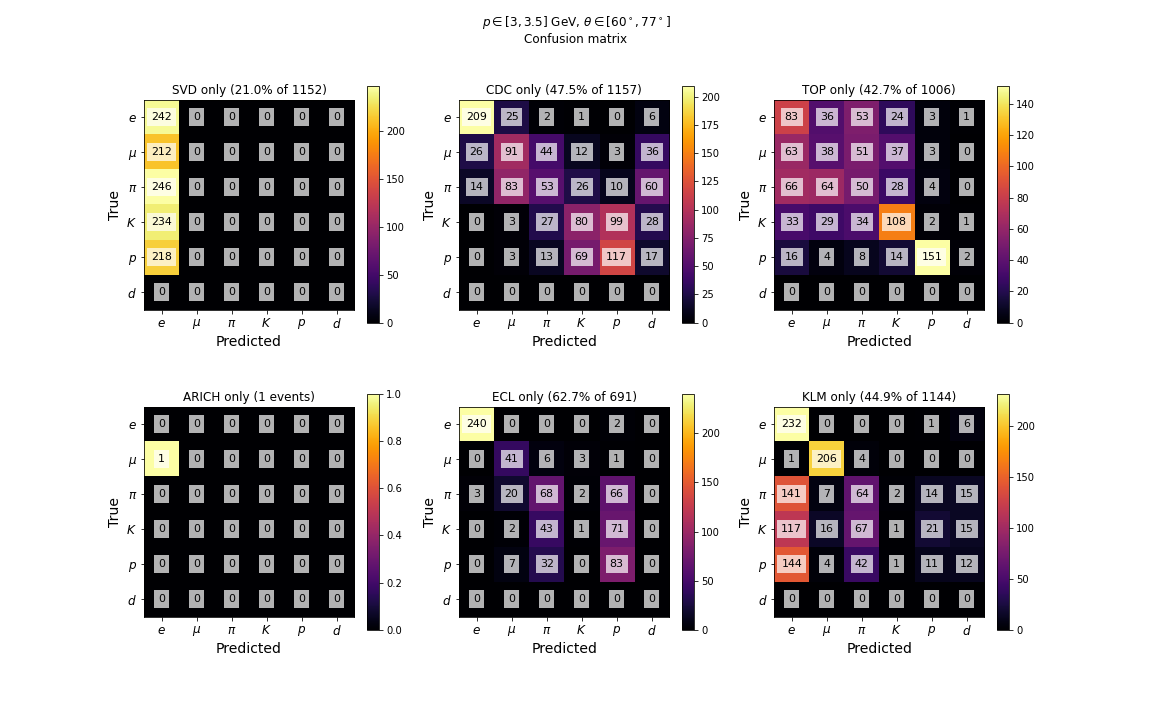 p ∈ [3, 3.5] GeV, θ ∈ [60°, 77°]
Confusion matrix
SVD only (21.0% of 1152)
e 242 0 0 0 0 0
μ 212 0 0 0 0 0
π 246 0 0 0 0 0
K 234 0 0 0 0 0
p 218 0 0 0 0 0
d 0 0 0 0 0 0
e μ π K p d
Predicted
True
200
150
100
50
0
CDC only (47.5% of 1157)
e 209 25 2 1 0 6
μ 26 91 44 12 3 36
π 14 83 53 26 10 60
K 0 3 27 80 99 28
p 0 3 13 69 117 17
d 0 0 0 0 0 0
e μ π K p d
Predicted
True
200
175
150
125
100
75
50
25
0
TOP only (42.7% of 1006)
e 83 36 53 24 3 1
μ 63 38 51 37 3 0
π 66 64 50 28 4 0
K 33 29 34 108 2 1
p 16 4 8 14 151 2
d 0 0 0 0 0 0
e μ π K p d
Predicted
True
140
120
100
80
60
40
20
0
ARICH only (1 events)
e 0 0 0 0 0 0
μ 1 0 0 0 0 0
π 0 0 0 0 0 0
K 0 0 0 0 0 0
p 0 0 0 0 0 0
d 0 0 0 0 0 0
e μ π K p d
Predicted
True
1.0
0.8
0.6
0.4
0.2
0.0
ECL only (62.7% of 691)
e 240 0 0 0 2 0
μ 0 41 6 3 1 0
π 3 20 68 2 66 0
K 0 2 43 1 71 0
p 0 7 32 0 83 0
d 0 0 0 0 0 0
e μ π K p d
Predicted
True
200
150
100
50
0
KLM only (44.9% of 1144)
e 232 0 0 0 1 6
μ 1 206 4 0 0 0
π 141 7 64 2 14 15
K 117 16 67 1 21 15
p 144 4 42 1 11 12
d 0 0 0 0 0 0
e μ π K p d
Predicted
True
200
150
100
50
0